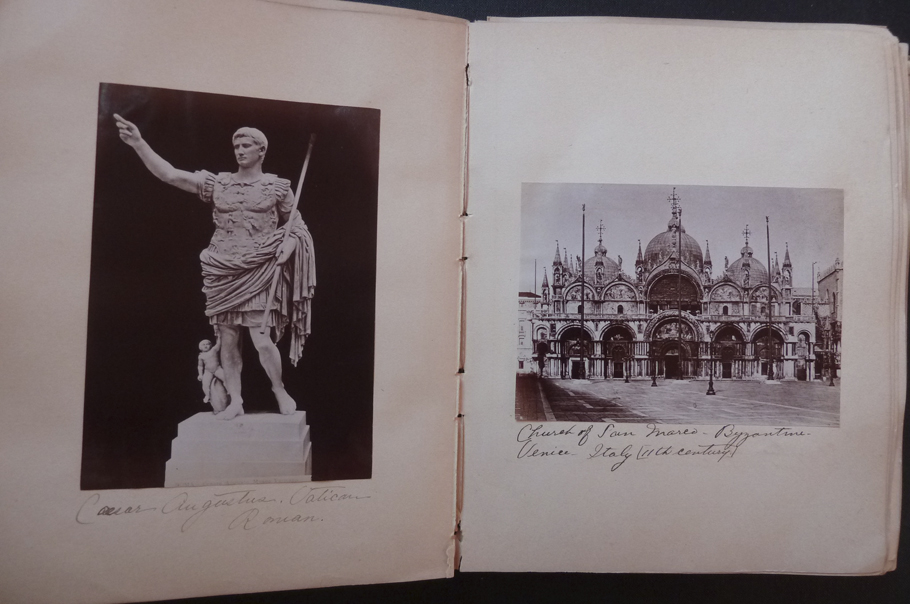 Caesar Augustus. Vatican
Roman.
Church of San Marco - Byzantine.
Venice Italy (11th century)